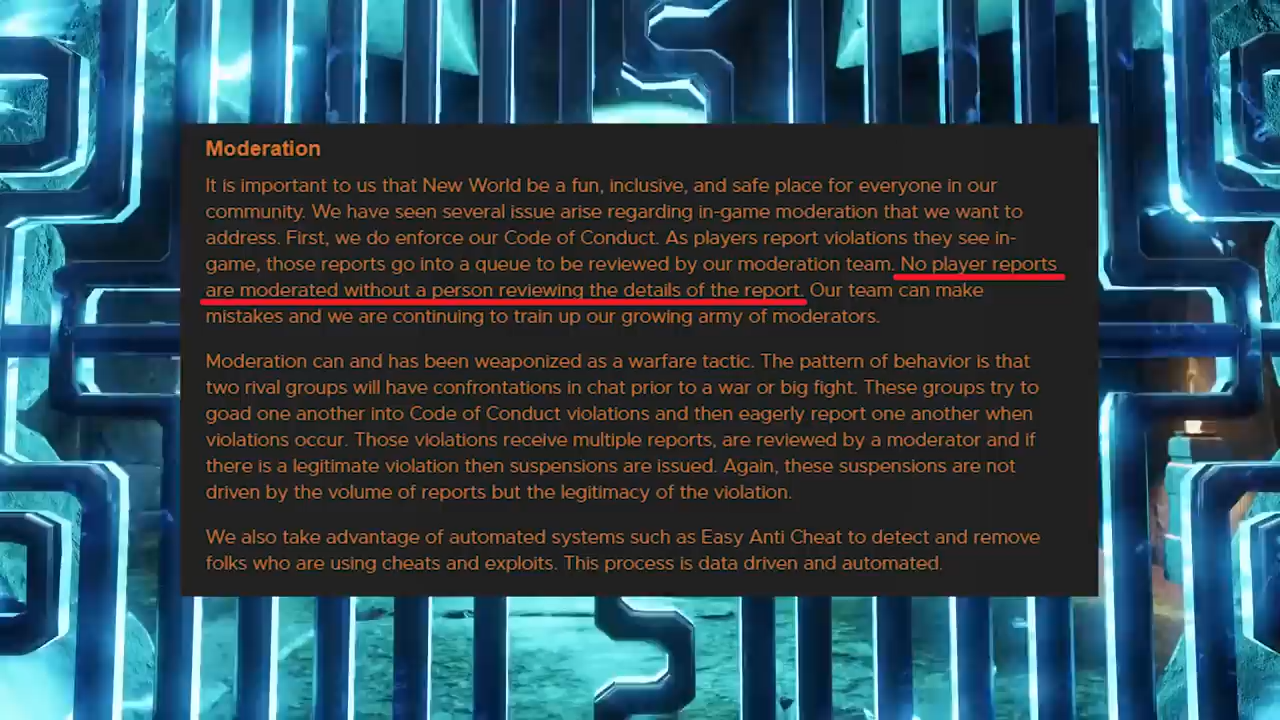 Moderation
It is important to us that New World be a fun, inclusive, and safe place for everyone in our
community. We have seen several issue arise regarding in-game moderation that we want to
address. First, we do enforce our Code of Conduct. As players report violations they see in-
game, those reports go into a queue to be reviewed by our moderation team. No player reports
are moderated without a person reviewing the details of the report. Our team can make
mistakes and we are continuing to train up our growing army of moderators.
Moderation can and has been weaponized as a warfare tactic. The pattern of behavior is that
two rival groups will have confrontations in chat prior to a war or big fight. These groups try to
goad one another into Code of Conduct violations and then eagerly report one another when
violations occur. Those violations receive multiple reports, are reviewed by a moderator and if
there is a legitimate violation then suspensions are issued. Again, these suspensions are not
driven by the volume of reports but the legitimacy of the violation.
We also take advantage of automated systems such as Easy Anti Cheat to detect and remove
folks who are using cheats and exploits. This process is data driven and automated.